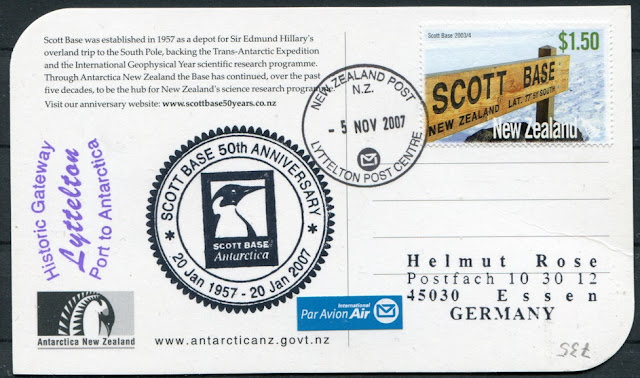 Scott Base was established in 1957 as a depot for Sir Edmund Hillary's
overland trip to the South Pole, backing the Trans-Antarctic Expedition
and the International Geophysical Year scientific research programme.
Through Antarctica New Zealand the Base has continued, over the past
five decades, to be the hub for New Zealand's science research programme.
Visit our anniversary website: www.scottbase50years.co.nz
Scott Base 2003/4
$1.50
SCOTT BASE
NEW ZEALAND LAT. 77 51 SOUTH
New Zealand
NEW ZEALAND POST
N.Z.
- 5 NOV 2007
LYTTELTON POST CENTRE
Historic Gateway
Lyttelton
Port to Antarctica
* SCOTT BASE 50th ANNIVERSARY *
SCOTT BASE
Antarctica
20 Jan 1957 - 20 Jan 2007
Helmut Rose
Postfach 10 30 12
45030 Essen
GERMANY
International
Par Avion Air
Antarctica New Zealand
www.antarcticanz.govt.nz
735